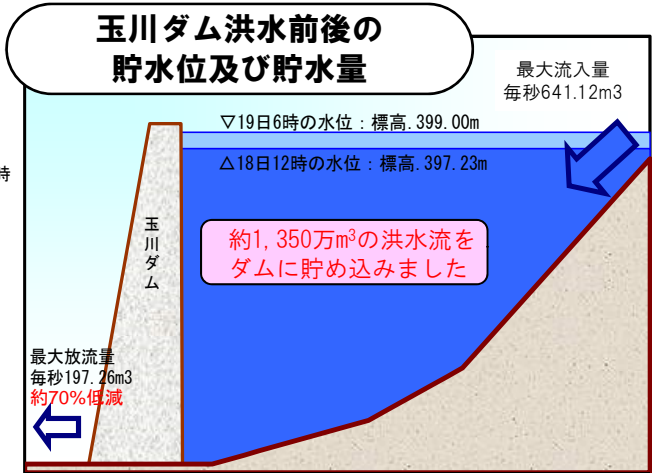 玉川ダム洪水前後の
貯水位及び貯水量
最大流入量
毎秒641.12m3
▽19日6時の水位：標高.399.00m
△18日12時の水位：標高.397.23m
時
玉川ダム
約1,350万m³の洪水流を
ダムに貯め込みました
最大放流量
毎秒197.26m3
約70%低減